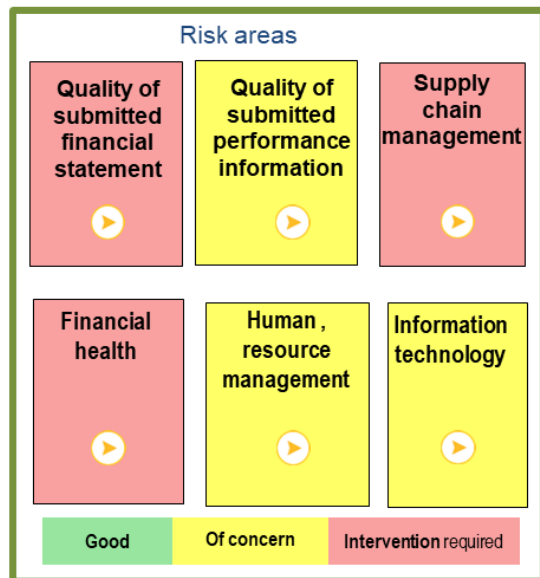 Risk areas
Quality of
submitted
financial
statement
Quality of
submitted
performance
information
Supply
chain
management
Financial
health
Human ,
resource
management
Information
technology
Good
Of concern
Intervention required